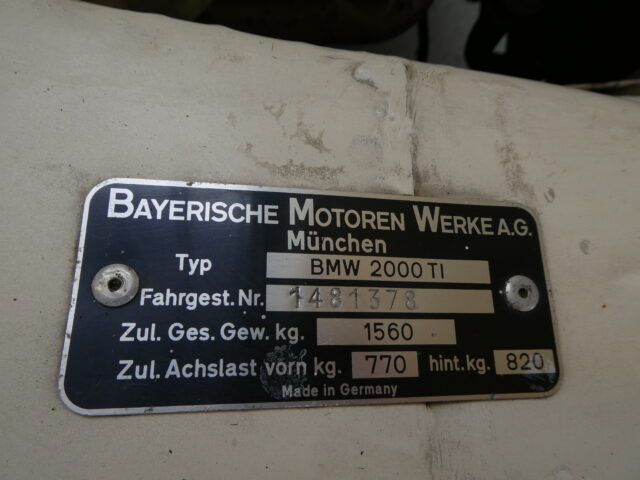 BAYERISCHE MOTOREN WERKE A.G.
München
Typ BMW 2000 TI
Fahrgest. Nr. 1481378
Zul. Ges. Gew. kg. 1560
Zul. Achslast vorn kg. 770 hint. kg. 820
Made in Germany